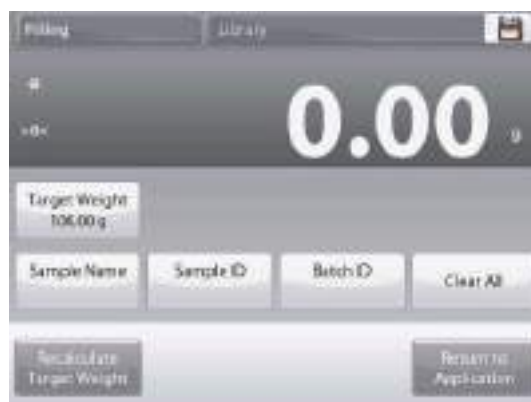 Filling
Library
0.00 g
Target Weight
100.00 g
Sample Name
Sample ID
Batch ID
Clear All
Recalculate
Target Weight
Return to
Application